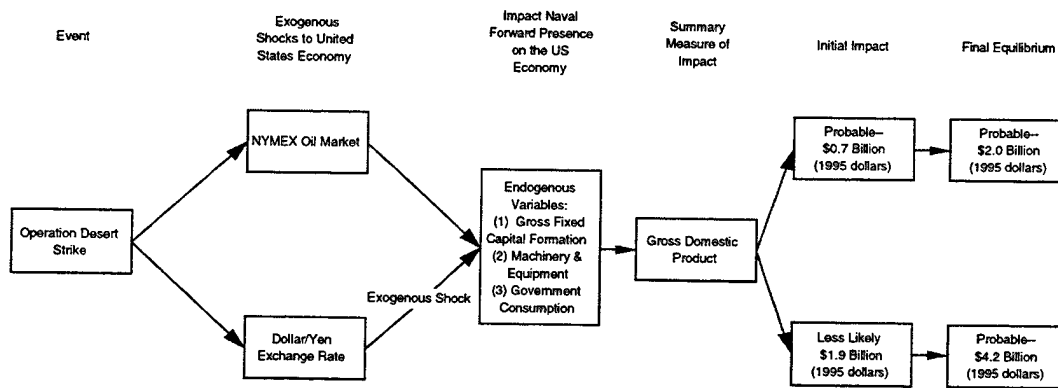 Event
Exogenous
Shocks to United
States Economy
Impact Naval
Forward Presence
on the US
Economy
Summary
Measure of
Impact
Initial Impact
Final Equilibrium
Operation Desert
Strike
NYMEX Oil Market
Dollar/Yen
Exchange Rate
Exogenous Shock
Endogenous
Variables:
(1) Gross Fixed
Capital Formation
(2) Machinery &
Equipment
(3) Government
Consumption
Gross Domestic
Product
Probable--
$0.7 Billion
(1995 dollars)
Probable--
$2.0 Billion
(1995 dollars)
Less Likely
$1.9 Billion
(1995 dollars)
Probable--
$4.2 Billion
(1995 dollars)